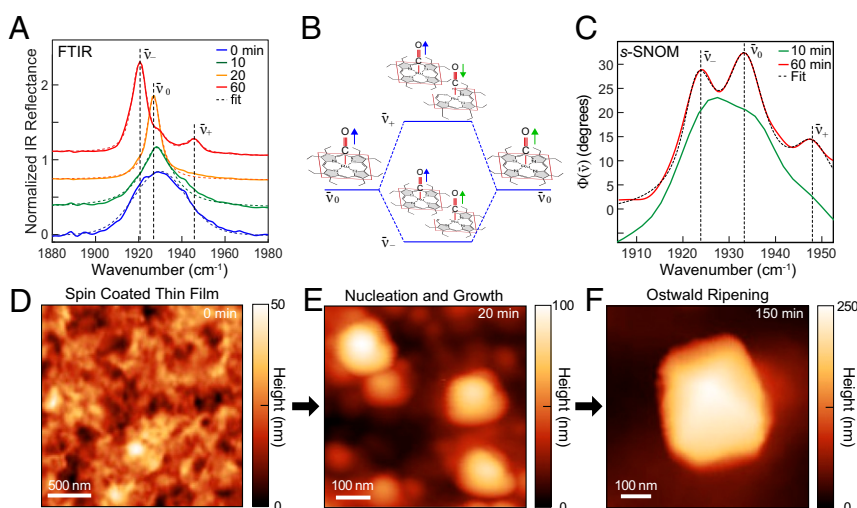 A
FTIR
Normalized IR Reflectance
2
1
0
ν̄₋
ν̄₀
ν̄₊
0 min
10
20
60
fit
1880 1900 1920 1940 1960 1980
Wavenumber (cm⁻¹)
B
O
C
O
C
ν̄₊
O
C
O
C
ν̄₀
ν̄₀
O
C
O
C
ν̄₋
C
s-SNOM
Φ(ν̄) (degrees)
30
25
20
15
10
5
0
-5
ν̄₋
ν̄₀
ν̄₊
10 min
60 min
Fit
1910 1920 1930 1940 1950
Wavenumber (cm⁻¹)
D
Spin Coated Thin Film
0 min
500 nm
50
Height (nm)
0
E
Nucleation and Growth
20 min
100 nm
100
Height (nm)
0
F
Ostwald Ripening
150 min
100 nm
250
Height (nm)
0